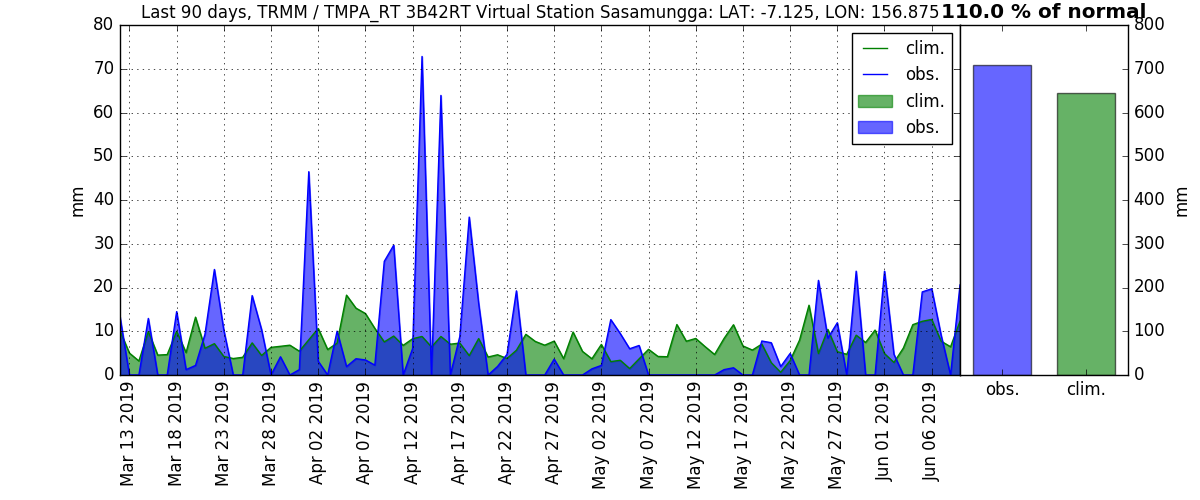 Last 90 days, TRMM / TMPA_RT 3B42RT Virtual Station Sasamungga: LAT: -7.125, LON: 156.875
110.0 % of normal
80
70
60
50
40
30
20
10
0
mm
clim.
obs.
clim.
obs.
800
700
600
500
400
300
200
100
0
mm
obs.
clim.
Mar 13 2019
Mar 18 2019
Mar 23 2019
Mar 28 2019
Apr 02 2019
Apr 07 2019
Apr 12 2019
Apr 17 2019
Apr 22 2019
Apr 27 2019
May 02 2019
May 07 2019
May 12 2019
May 17 2019
May 22 2019
May 27 2019
Jun 01 2019
Jun 06 2019